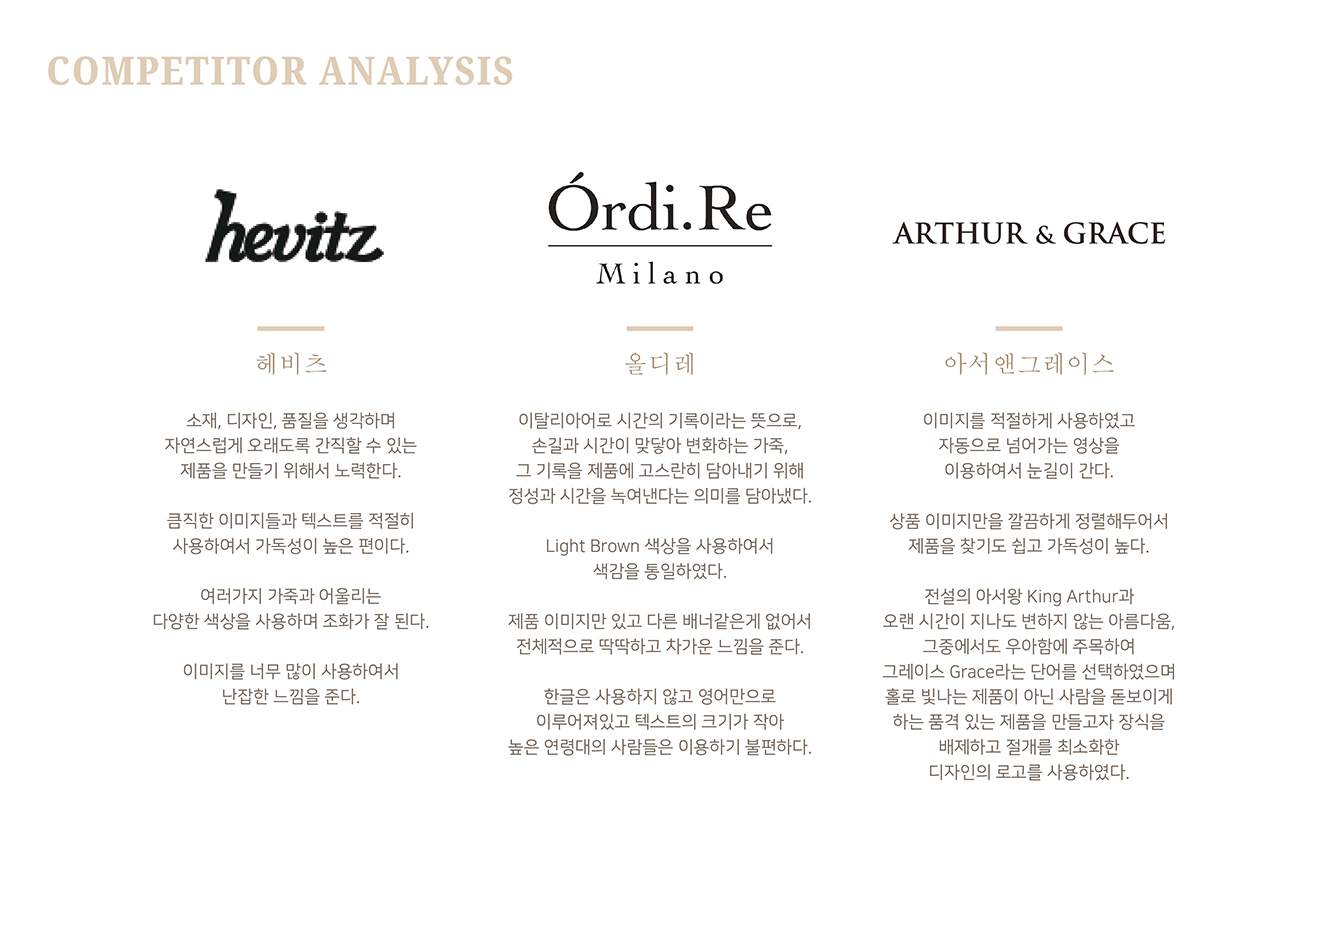 COMPETITOR ANALYSIS
hevitz
헤비츠
소재, 디자인, 품질을 생각하며
자연스럽게 오래도록 간직할 수 있는
제품을 만들기 위해서 노력한다.
큼직한 이미지들과 텍스트를 적절히
사용하여서 가독성이 높은 편이다.
여러가지 가죽과 어울리는
다양한 색상을 사용하며 조화가 잘 된다.
이미지를 너무 많이 사용하여서
난잡한 느낌을 준다.
Órdi.Re
Milano
올디레
이탈리아어로 시간의 기록이라는 뜻으로,
손길과 시간이 맞닿아 변화하는 가죽,
그 기록을 제품에 고스란히 담아내기 위해
정성과 시간을 녹여낸다는 의미를 담아냈다.
Light Brown 색상을 사용하여서
색감을 통일하였다.
제품 이미지만 있고 다른 배너같은게 없어서
전체적으로 딱딱하고 차가운 느낌을 준다.
한글은 사용하지 않고 영어만으로
이루어져있고 텍스트의 크기가 작아
높은 연령대의 사람들은 이용하기 불편하다.
ARTHUR & GRACE
아서앤그레이스
이미지를 적절하게 사용하였고
자동으로 넘어가는 영상을
이용하여서 눈길이 간다.
상품 이미지만을 깔끔하게 정렬해두어서
제품을 찾기도 쉽고 가독성이 높다.
전설의 아서왕 King Arthur과
오랜 시간이 지나도 변하지 않는 아름다움,
그중에서도 우아함에 주목하여
그레이스 Grace라는 단어를 선택하였으며
홀로 빛나는 제품이 아닌 사람을 돋보이게
하는 품격 있는 제품을 만들고자 장식을
배제하고 절개를 최소화한
디자인의 로고를 사용하였다.